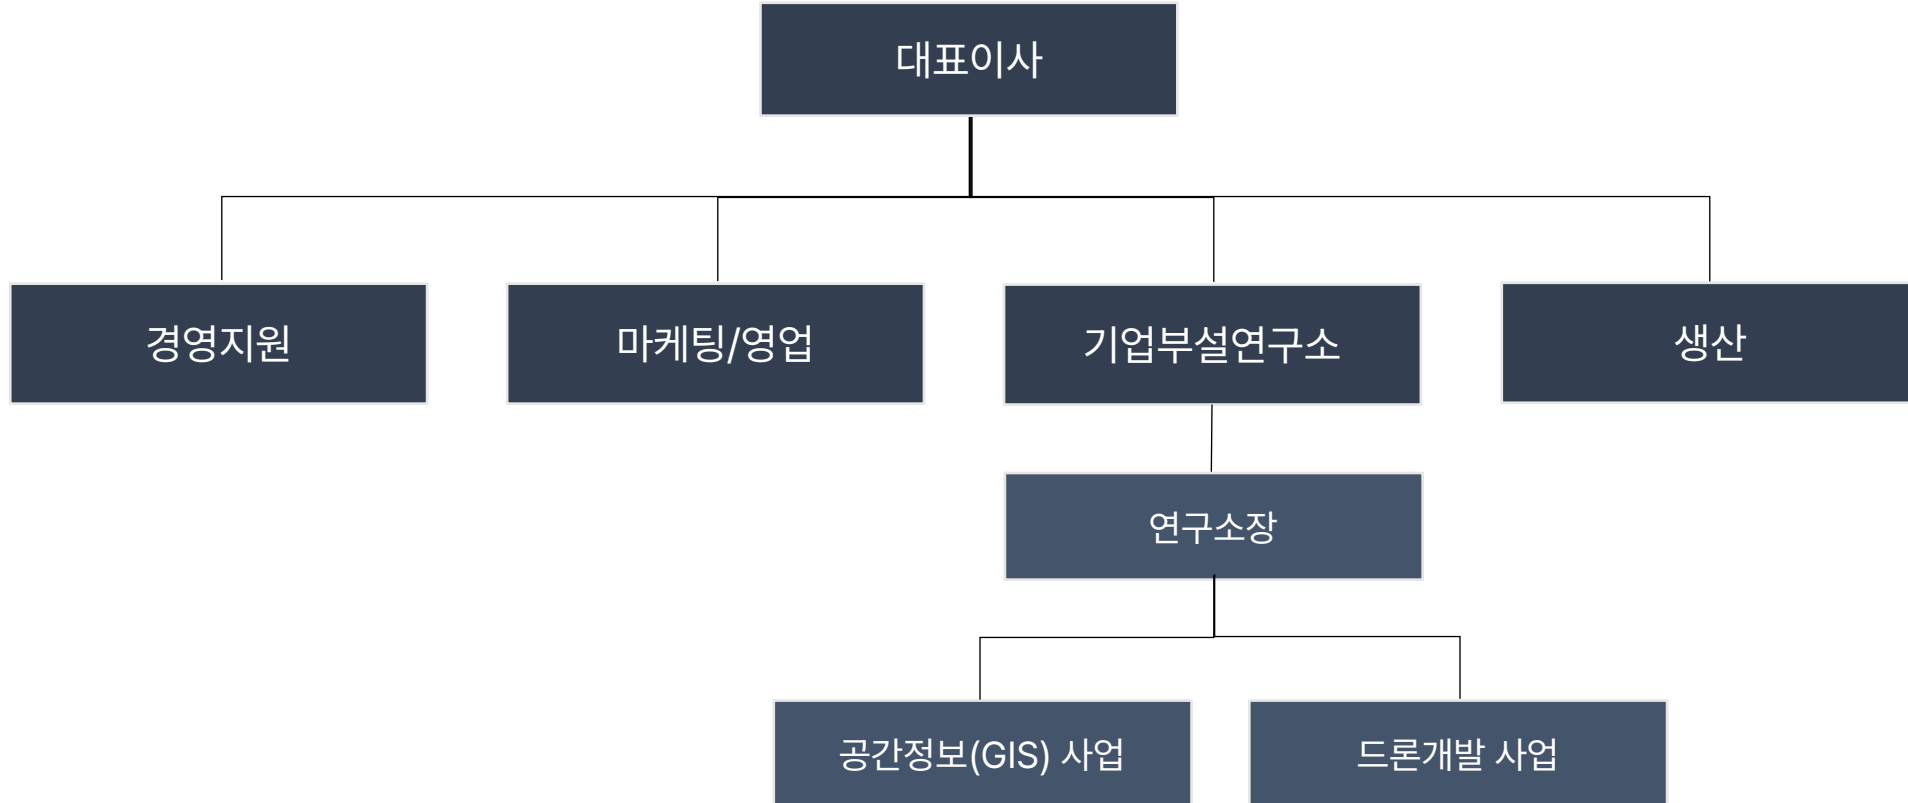 대표이사
경영지원
마케팅/영업
기업부설연구소
생산
연구소장
공간정보(GIS) 사업
드론개발 사업